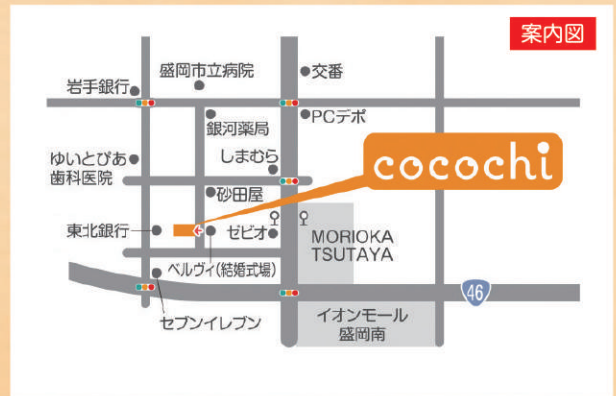 案内図
盛岡市立病院
交番
岩手銀行
PCデポ
銀河薬局
しまむら
ゆいとぴあ
歯科医院
cocochi
砂田屋
東北銀行
ゼビオ
MORIOKA
TSUTAYA
ベルヴィ(結婚式場)
46
セブンイレブン
イオンモール
盛岡南